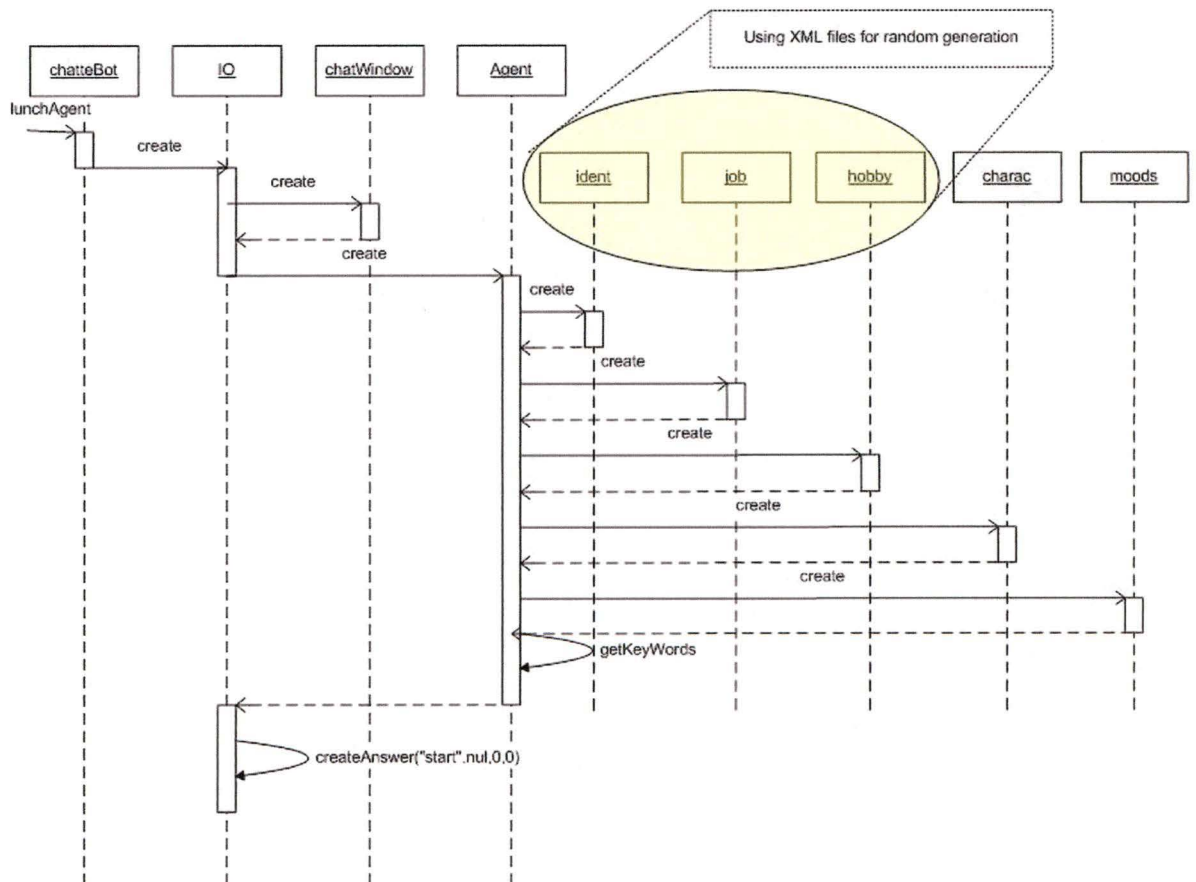 Using XML files for random generation
chatteBot
IO
chatWindow
Agent
lunchAgent
create
ident
job
hobby
charac
moods
create
create
create
create
create
create
create
getKeyWords
createAnswer("start".nul,0,0)